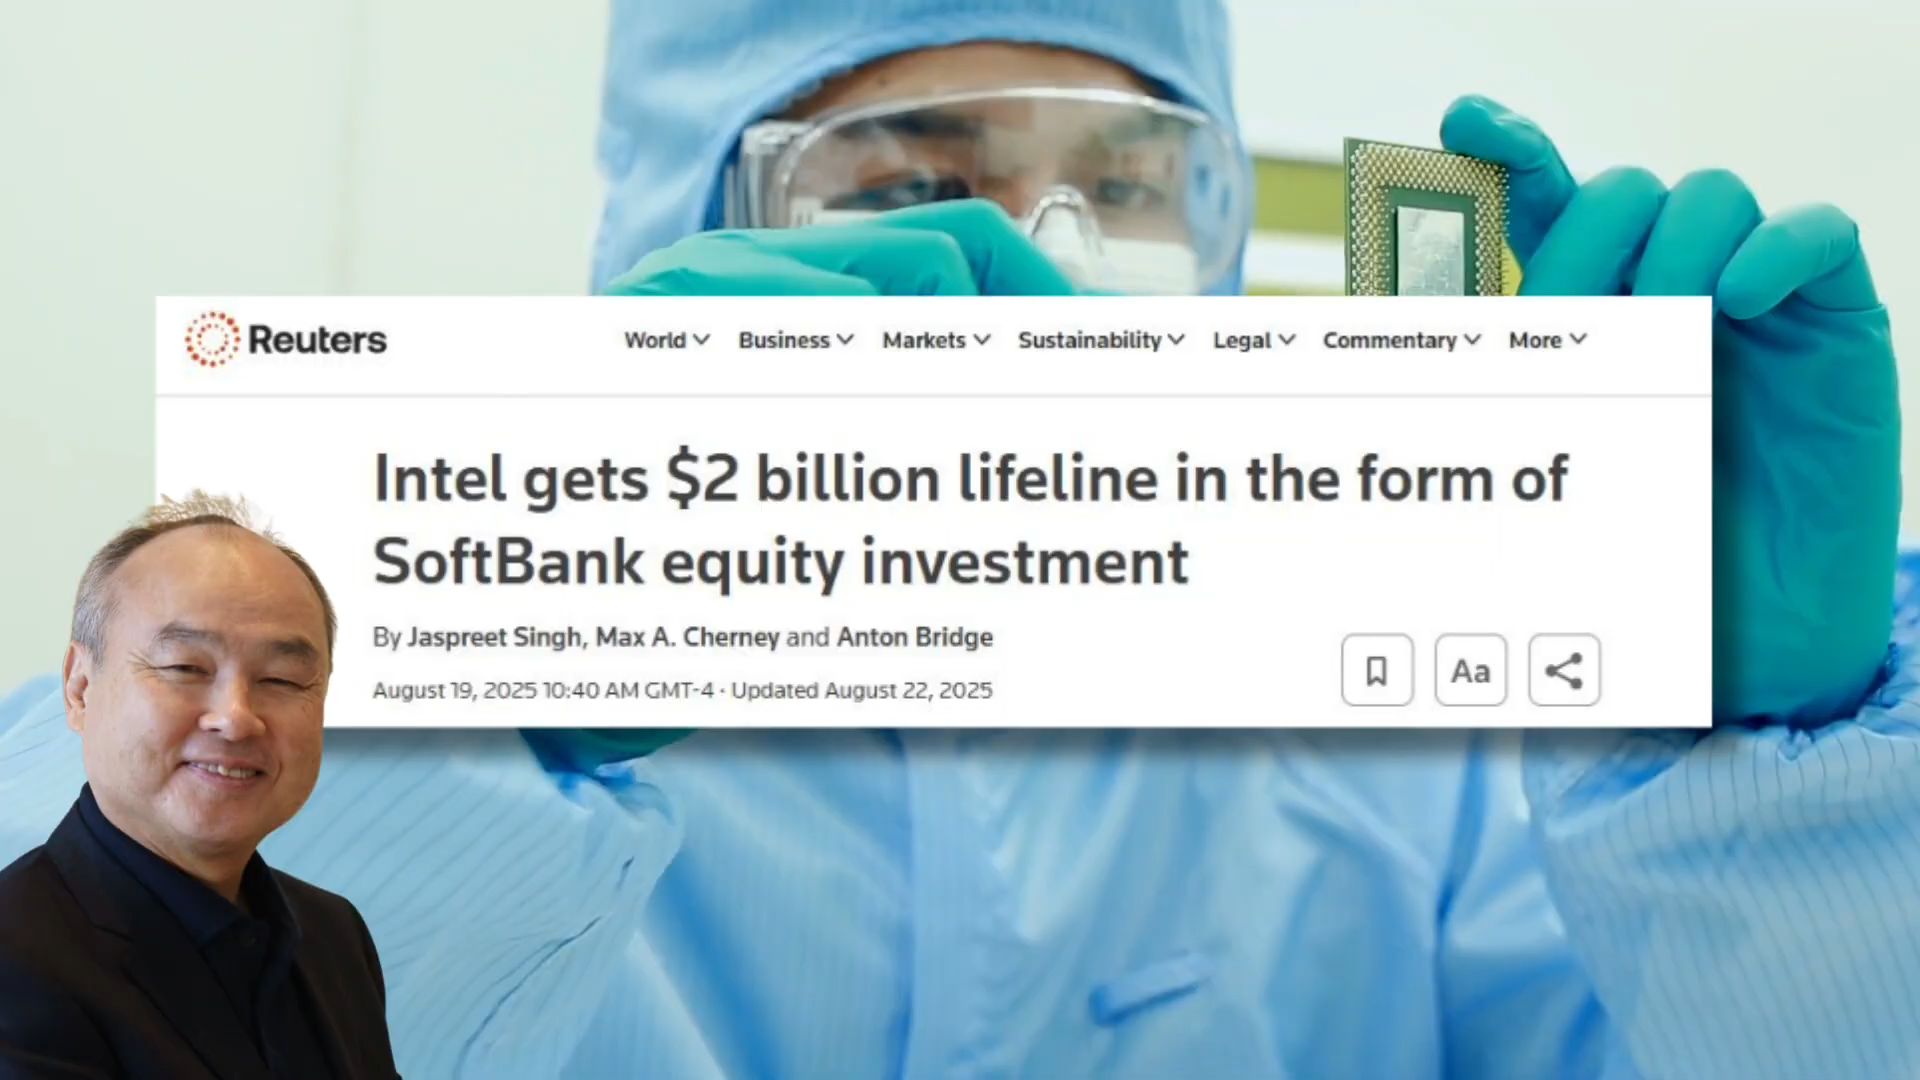 Reuters
World Business Markets Sustainability Legal Commentary More
Intel gets $2 billion lifeline in the form of
SoftBank equity investment
By Jaspreet Singh, Max A. Cherney and Anton Bridge
August 19, 2025 10:40 AM GMT-4 · Updated August 22, 2025
Aa